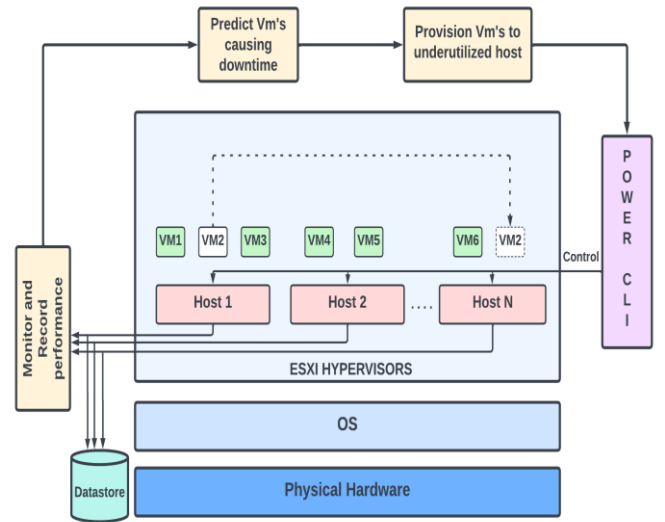 Predict Vm's
causing
downtime
Provision Vm's to
underutilized host
P
O
W
E
R
C
L
I
VM1
VM2
VM3
VM4
VM5
VM6
VM2
Control
Monitor and
Record
performance
Host 1
Host 2
....
Host N
ESXI HYPERVISORS
OS
Datastore
Physical Hardware